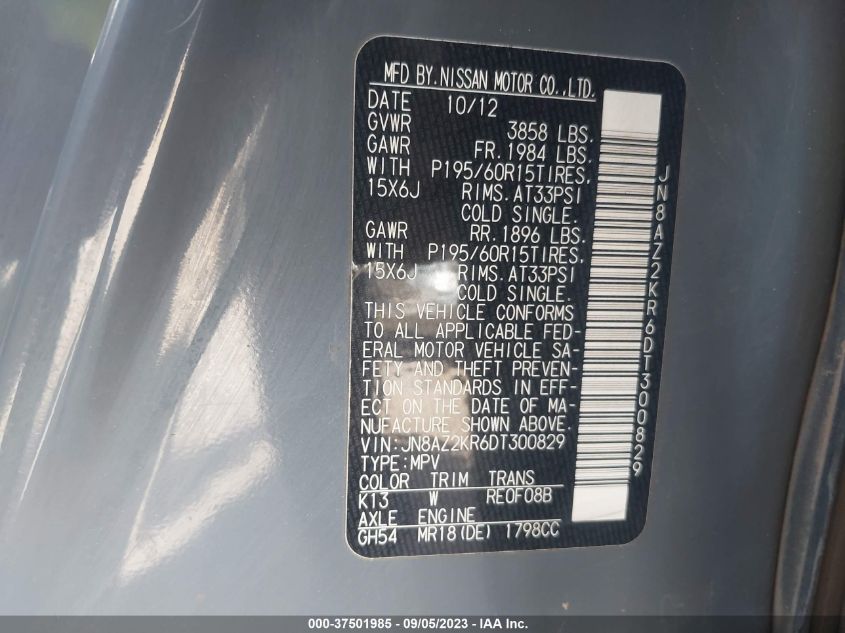 MFD BY.NISSAN MOTOR CO.,LTD.
DATE 10/12
GVWR 3858 LBS.
GAWR FR.1984 LBS.
WITH P195/60R15TIRES.
15X6J RIMS.AT33PSI
COLD SINGLE.
GAWR RR.1896 LBS.
WITH P195/60R15TIRES.
15X6J RIMS.AT33PSI
COLD SINGLE.
THIS VEHICLE CONFORMS
TO ALL APPLICABLE FED-
ERAL MOTOR VEHICLE SA-
FETY AND THEFT PREVEN-
TION STANDARDS IN EFF-
ECT ON THE DATE OF MA-
NUFACTURE SHOWN ABOVE.
VIN:JN8AZ2KR6DT300829
TYPE:MPV
COLOR TRIM TRANS
K13 W RE0F08B
AXLE ENGINE
GH54 MR18(DE) 1798CC
JN8AZ2KR6DT300829
000-37501985 - 09/05/2023 - IAA Inc.